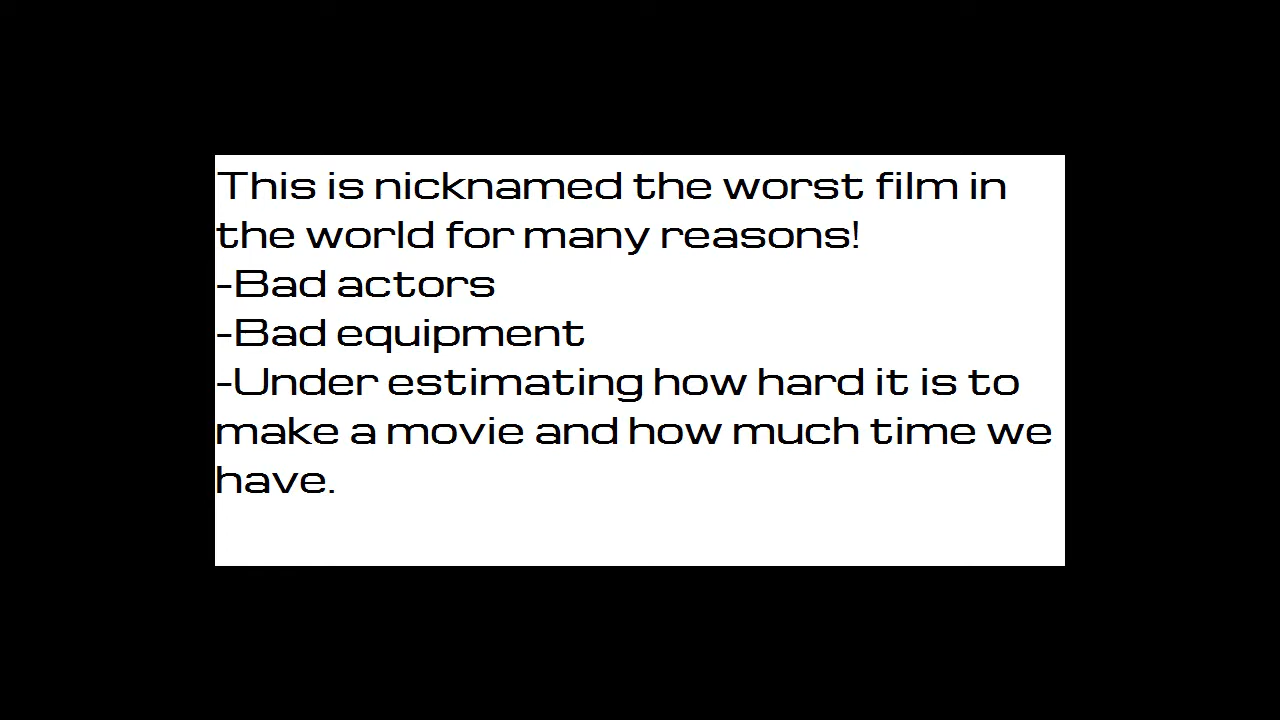 This is nicknamed the worst film in
the world for many reasons!
-Bad actors
-Bad equipment
-Under estimating how hard it is to
make a movie and how much time we
have.